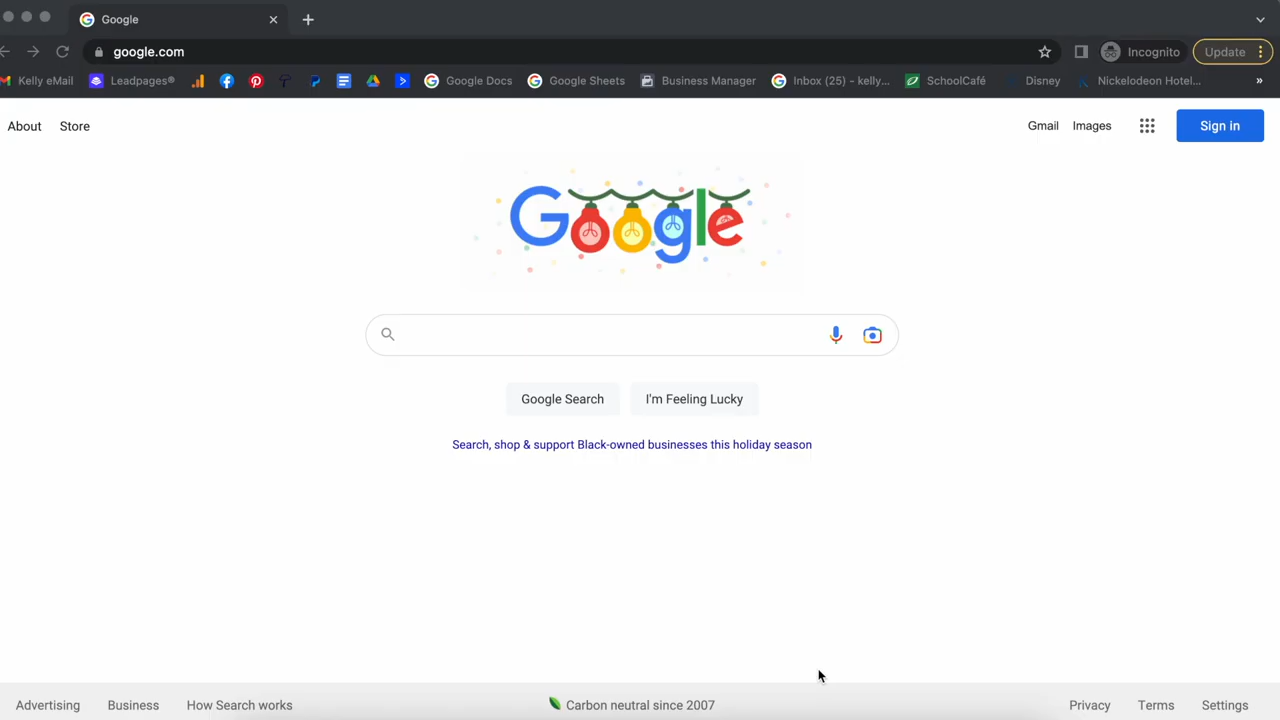 Google
google.com
Incognito
Update
Kelly eMail
Leadpages®
Google Docs
Google Sheets
Business Manager
Inbox (25) - kelly...
SchoolCafé
Disney
Nickelodeon Hotel...
»
About
Store
Gmail
Images
Sign in
Google
Google Search
I'm Feeling Lucky
Search, shop & support Black-owned businesses this holiday season
Advertising
Business
How Search works
Carbon neutral since 2007
Privacy
Terms
Settings